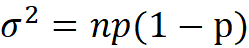 σ² = np(1 − p)